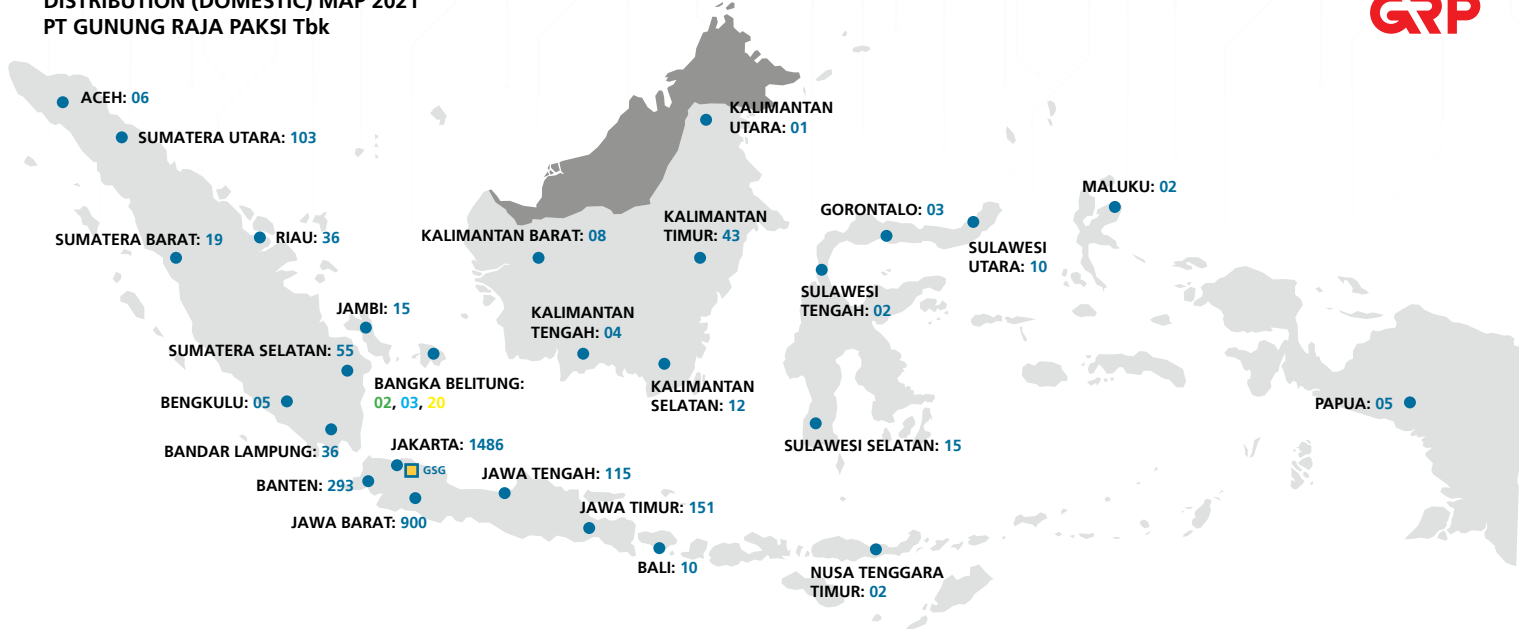 DISTRIBUTION (DOMESTIC) MAP 2021
PT GUNUNG RAJA PAKSI Tbk
GRP
ACEH: 06
SUMATERA UTARA: 103
KALIMANTAN
UTARA: 01
MALUKU: 02
GORONTALO: 03
KALIMANTAN
TIMUR: 43
KALIMANTAN BARAT: 08
SUMATERA BARAT: 19
RIAU: 36
SULAWESI
UTARA: 10
SULAWESI
TENGAH: 02
JAMBI: 15
KALIMANTAN
TENGAH: 04
SUMATERA SELATAN: 55
BANGKA BELITUNG:
02, 03, 20
KALIMANTAN
SELATAN: 12
BENGKULU: 05
PAPUA: 05
BANDAR LAMPUNG: 36
JAKARTA: 1486
SULAWESI SELATAN: 15
GSG
JAWA TENGAH: 115
BANTEN: 293
JAWA TIMUR: 151
JAWA BARAT: 900
BALI: 10
NUSA TENGGARA
TIMUR: 02